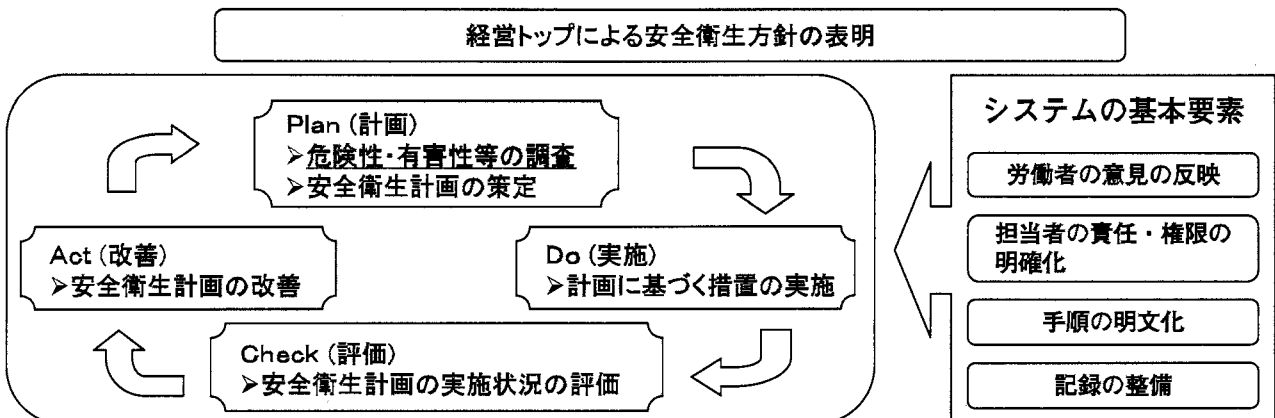 経営トップによる安全衛生方針の表明
Plan (計画)
➢危険性・有害性等の調査
➢安全衛生計画の策定
Act (改善)
➢安全衛生計画の改善
Do (実施)
➢計画に基づく措置の実施
Check (評価)
➢安全衛生計画の実施状況の評価
システムの基本要素
労働者の意見の反映
担当者の責任・権限の
明確化
手順の明文化
記録の整備